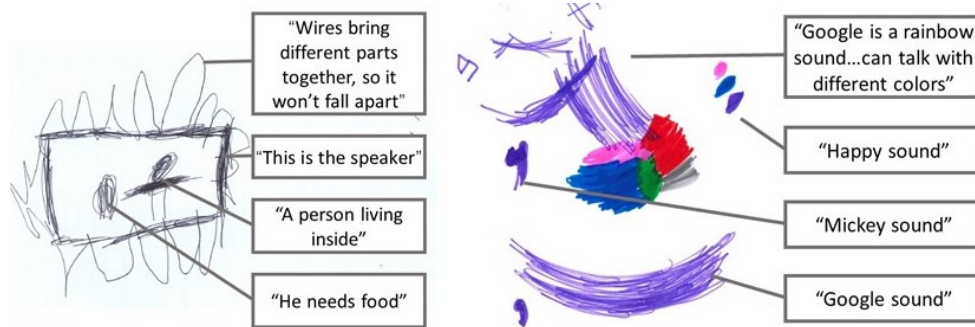 “Wires bring
different parts
together, so it
won’t fall apart”
“This is the speaker”
“A person living
inside”
“He needs food”
“Google is a rainbow
sound...can talk with
different colors”
“Happy sound”
“Mickey sound”
“Google sound”